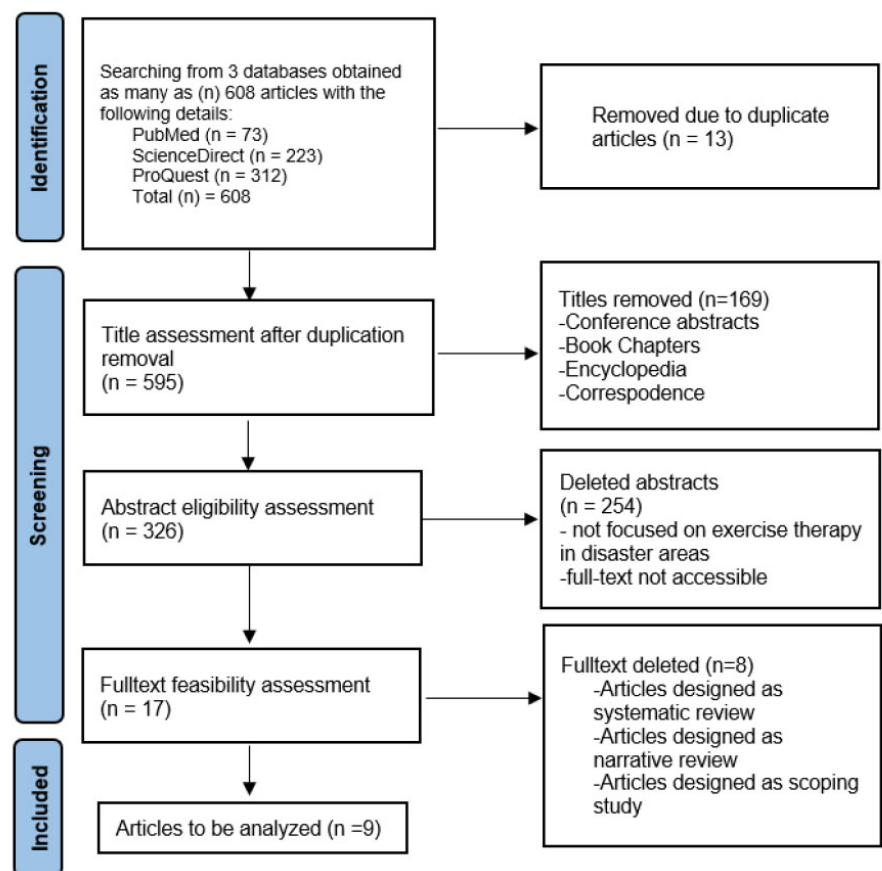 Identification
Searching from 3 databases obtained
as many as (n) 608 articles with the
following details:
PubMed (n = 73)
ScienceDirect (n = 223)
ProQuest (n = 312)
Total (n) = 608
Removed due to duplicate
articles (n = 13)
Screening
Title assessment after duplication
removal
(n = 595)
Titles removed (n=169)
-Conference abstracts
-Book Chapters
-Encyclopedia
-Correspodence
Abstract eligibility assessment
(n = 326)
Deleted abstracts
(n = 254)
- not focused on exercise therapy
in disaster areas
-full-text not accessible
Fulltext feasibility assessment
(n = 17)
Fulltext deleted (n=8)
-Articles designed as
systematic review
-Articles designed as
narrative review
-Articles designed as scoping
study
Included
Articles to be analyzed (n =9)